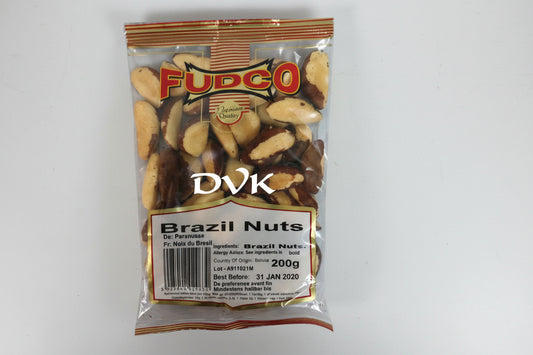 FUDCO
Premium
Quality
DVK
Brazil Nuts
De: Paranusse
Fr. Noix du Bresil
Ingredients: Brazil Nuts.
Allergy Advice: See ingredients in bold
Country Of Origin: Bolivia
200g
Lot - A911021M
Best Before: 31 JAN 2020
De preference avant fin
Mindestens haltbar bis